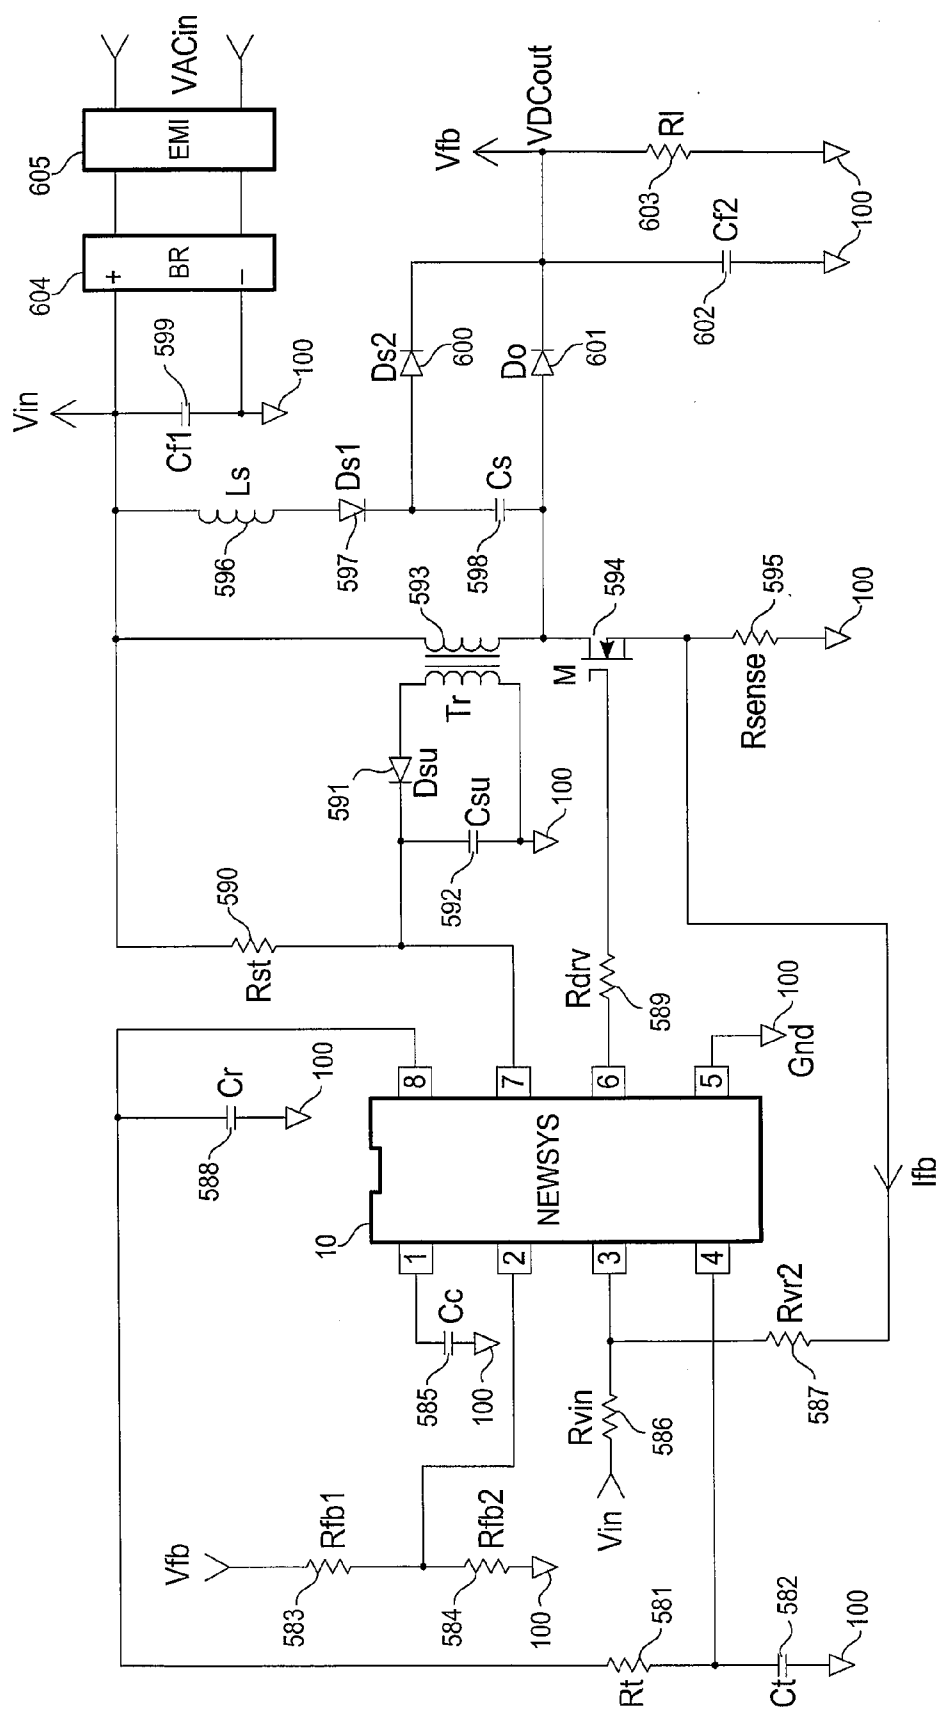 Vfb
583
Rfb1
584
Rfb2
100
Rt
581
Ct
582
100
585
Cc
100
Vin
Rvin
586
587
Rvr2
10
NEWSYS
1
2
3
4
8
7
6
5
588
Cr
100
Gnd
100
Ifb
Rst
590
Rdrv
589
591
Dsu
592
Csu
100
Tr
593
M
594
Rsense
595
100
596
Ls
597
Ds1
598
Cs
Vin
Cf1
599
100
Ds2
600
Do
601
604
+
BR
-
605
EMI
VACin
Vfb
VDCout
603
Rl
602
Cf2
100